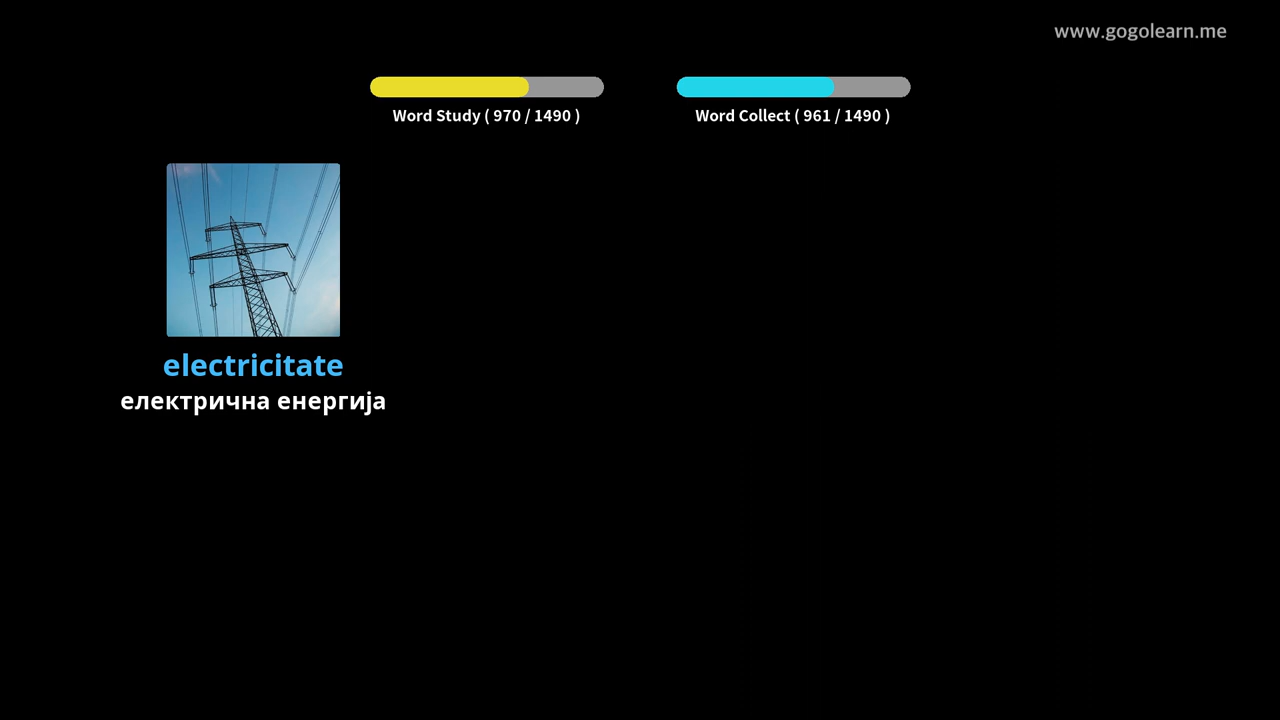 www.gogolearn.me
Word Study ( 970 / 1490 )
Word Collect ( 961 / 1490 )
electricitate
електрична енергија